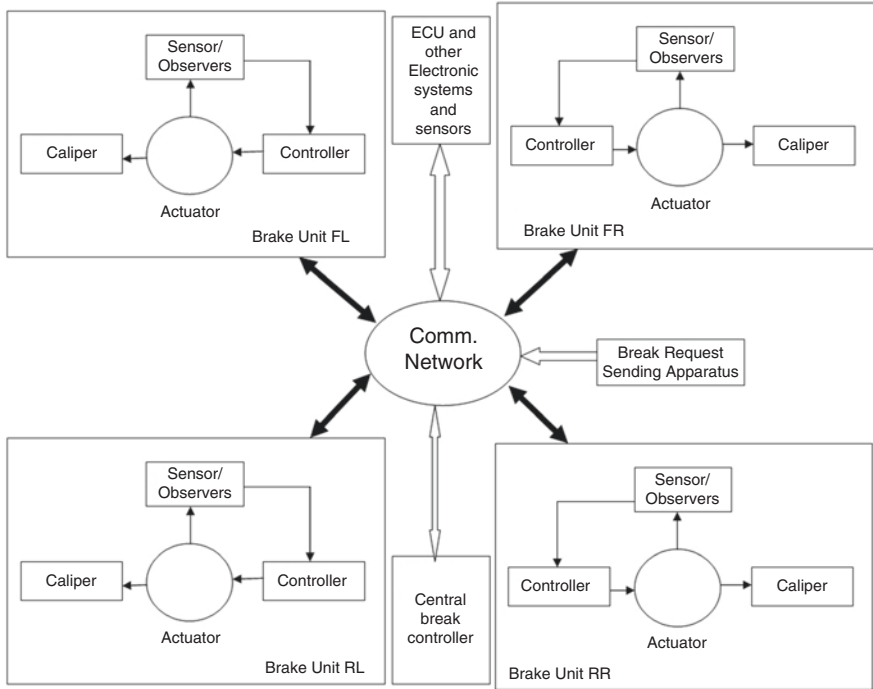 Sensor/
Observers
Caliper
Controller
Actuator
Brake Unit FL
ECU and
other
Electronic
systems
and
sensors
Sensor/
Observers
Controller
Caliper
Actuator
Brake Unit FR
Comm.
Network
Break Request
Sending Apparatus
Sensor/
Observers
Caliper
Controller
Actuator
Brake Unit RL
Central
break
controller
Sensor/
Observers
Controller
Caliper
Actuator
Brake Unit RR